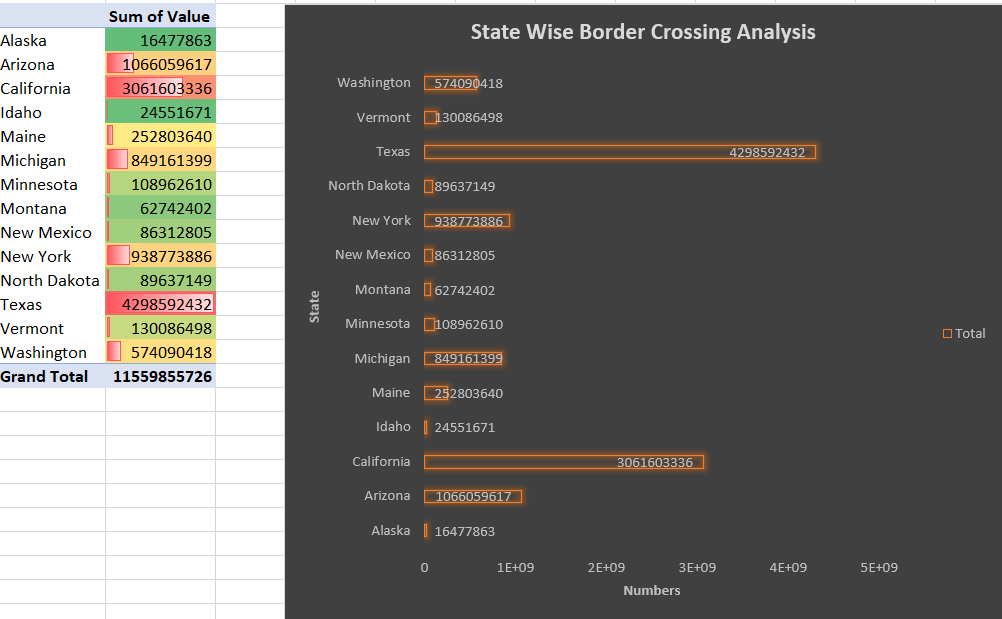 Sum of Value
Alaska 16477863
Arizona 1066059617
California 3061603336
Idaho 24551671
Maine 252803640
Michigan 849161399
Minnesota 108962610
Montana 62742402
New Mexico 86312805
New York 938773886
North Dakota 89637149
Texas 4298592432
Vermont 130086498
Washington 574090418
Grand Total 11559855726
State Wise Border Crossing Analysis
State
Washington 574090418
Vermont 130086498
Texas 4298592432
North Dakota 89637149
New York 938773886
New Mexico 86312805
Montana 62742402
Minnesota 108962610
Michigan 849161399
Maine 252803640
Idaho 24551671
California 3061603336
Arizona 1066059617
Alaska 16477863
0 1E+09 2E+09 3E+09 4E+09 5E+09
Numbers
Total